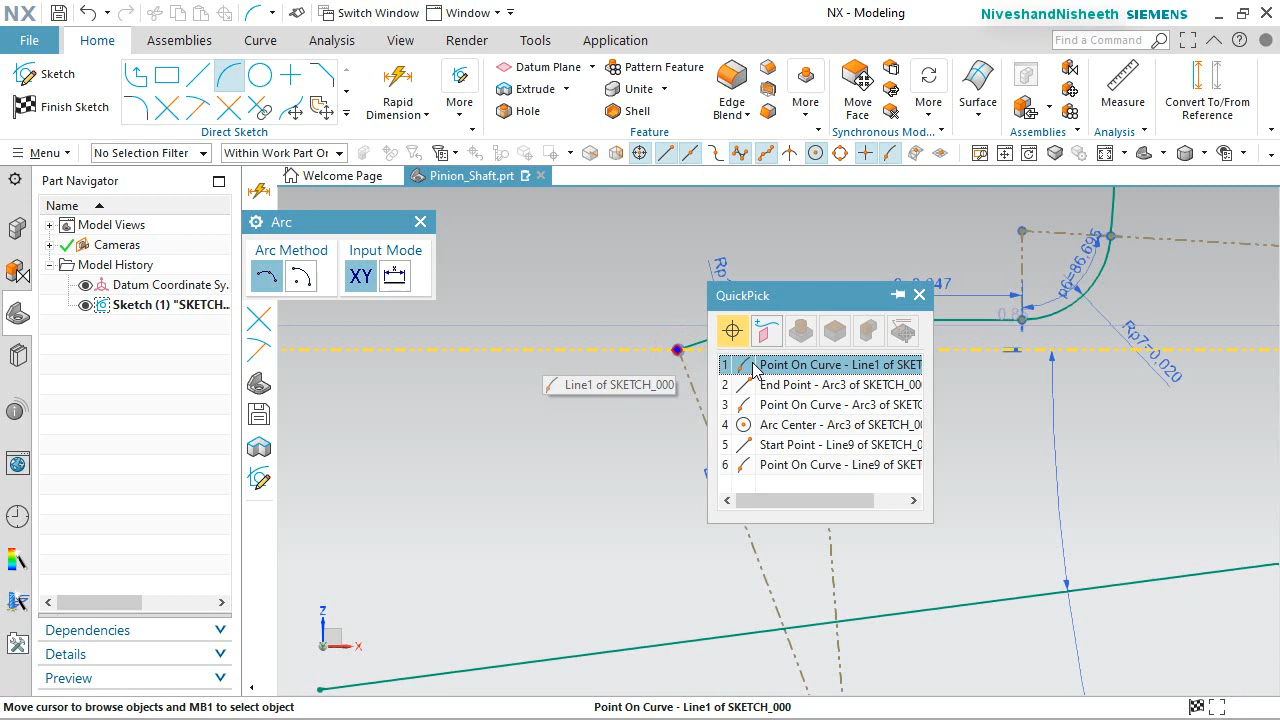 NX
Switch Window
Window
NX - Modeling
NiveshandNisheeth SIEMENS
File
Home
Assemblies
Curve
Analysis
View
Render
Tools
Application
Find a Command
Sketch
Finish Sketch
Direct Sketch
Rapid
Dimension
More
Datum Plane
Extrude
Hole
Pattern Feature
Unite
Shell
Feature
Edge
Blend
More
Move
Face
Synchronous Mod...
More
Surface
Assemblies
Measure
Analysis
Convert To/From
Reference
Menu
No Selection Filter
Within Work Part On
Part Navigator
Welcome Page
Pinion_Shaft.prt
Name
Model Views
Cameras
Model History
Datum Coordinate Sy.
Sketch (1) "SKETCH...
Arc
Arc Method
Input Mode
XY
QuickPick
1 Point On Curve - Line1 of SKET
2 End Point - Arc3 of SKETCH_00
3 Point On Curve - Arc3 of SKETC
4 Arc Center - Arc3 of SKETCH_0
5 Start Point - Line9 of SKETCH_0
6 Point On Curve - Line9 of SKET
Line1 of SKETCH_000
p6=86,695
Rp7=0,020
Z
X
Dependencies
Details
Preview
Move cursor to browse objects and MB1 to select object
Point On Curve - Line1 of SKETCH_000